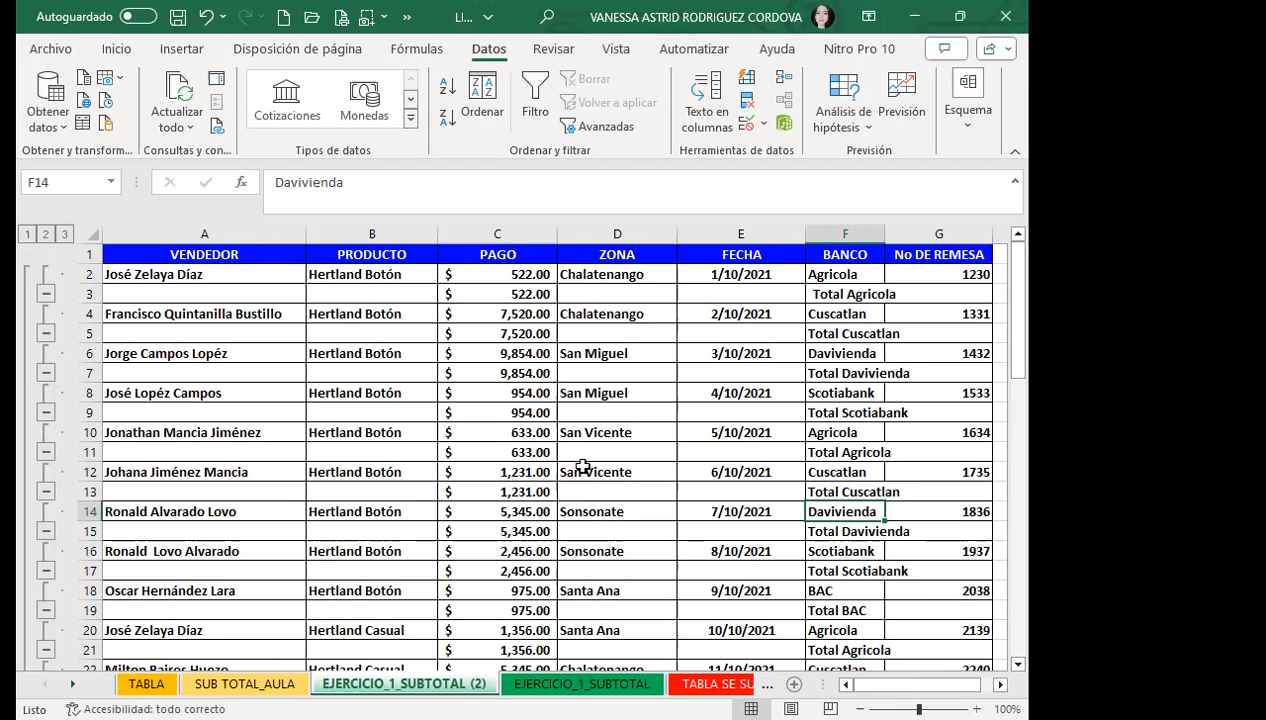 Autoguardado
LI...
VANESSA ASTRID RODRIGUEZ CORDOVA
Archivo Inicio Insertar Disposición de página Fórmulas Datos Revisar Vista Automatizar Ayuda Nitro Pro 10
Obtener datos
Actualizar todo
Cotizaciones Monedas
Ordenar
Filtro
Borrar
Volver a aplicar
Avanzadas
Texto en columnas
Análisis de hipótesis
Previsión
Esquema
Obtener y transform... Consultas y con... Tipos de datos Ordenar y filtrar Herramientas de datos Previsión
F14 fx Davivienda
1 2 3 A B C D E F G
1 VENDEDOR PRODUCTO PAGO ZONA FECHA BANCO No DE REMESA
2 José Zelaya Díaz Hertland Botón $ 522.00 Chalatenango 1/10/2021 Agricola 1230
3 $ 522.00 Total Agricola
4 Francisco Quintanilla Bustillo Hertland Botón $ 7,520.00 Chalatenango 2/10/2021 Cuscatlan 1331
5 $ 7,520.00 Total Cuscatlan
6 Jorge Campos Lopéz Hertland Botón $ 9,854.00 San Miguel 3/10/2021 Davivienda 1432
7 $ 9,854.00 Total Davivienda
8 José Lopéz Campos Hertland Botón $ 954.00 San Miguel 4/10/2021 Scotiabank 1533
9 $ 954.00 Total Scotiabank
10 Jonathan Mancia Jiménez Hertland Botón $ 633.00 San Vicente 5/10/2021 Agricola 1634
11 $ 633.00 Total Agricola
12 Johana Jiménez Mancia Hertland Botón $ 1,231.00 San Vicente 6/10/2021 Cuscatlan 1735
13 $ 1,231.00 Total Cuscatlan
14 Ronald Alvarado Lovo Hertland Botón $ 5,345.00 Sonsonate 7/10/2021 Davivienda 1836
15 $ 5,345.00 Total Davivienda
16 Ronald Lovo Alvarado Hertland Botón $ 2,456.00 Sonsonate 8/10/2021 Scotiabank 1937
17 $ 2,456.00 Total Scotiabank
18 Oscar Hernández Lara Hertland Botón $ 975.00 Santa Ana 9/10/2021 BAC 2038
19 $ 975.00 Total BAC
20 José Zelaya Díaz Hertland Casual $ 1,356.00 Santa Ana 10/10/2021 Agricola 2139
21 $ 1,356.00 Total Agricola
22 Milton Baires Huezo Hertland Casual $ 5,345.00 Chalatenango 11/10/2021 Cuscatlan 2240
TABLA SUB TOTAL_AULA EJERCICIO_1_SUBTOTAL (2) EJERCICIO_1_SUBTOTAL TABLA SE SU ...
Listo Accesibilidad: todo correcto 100%